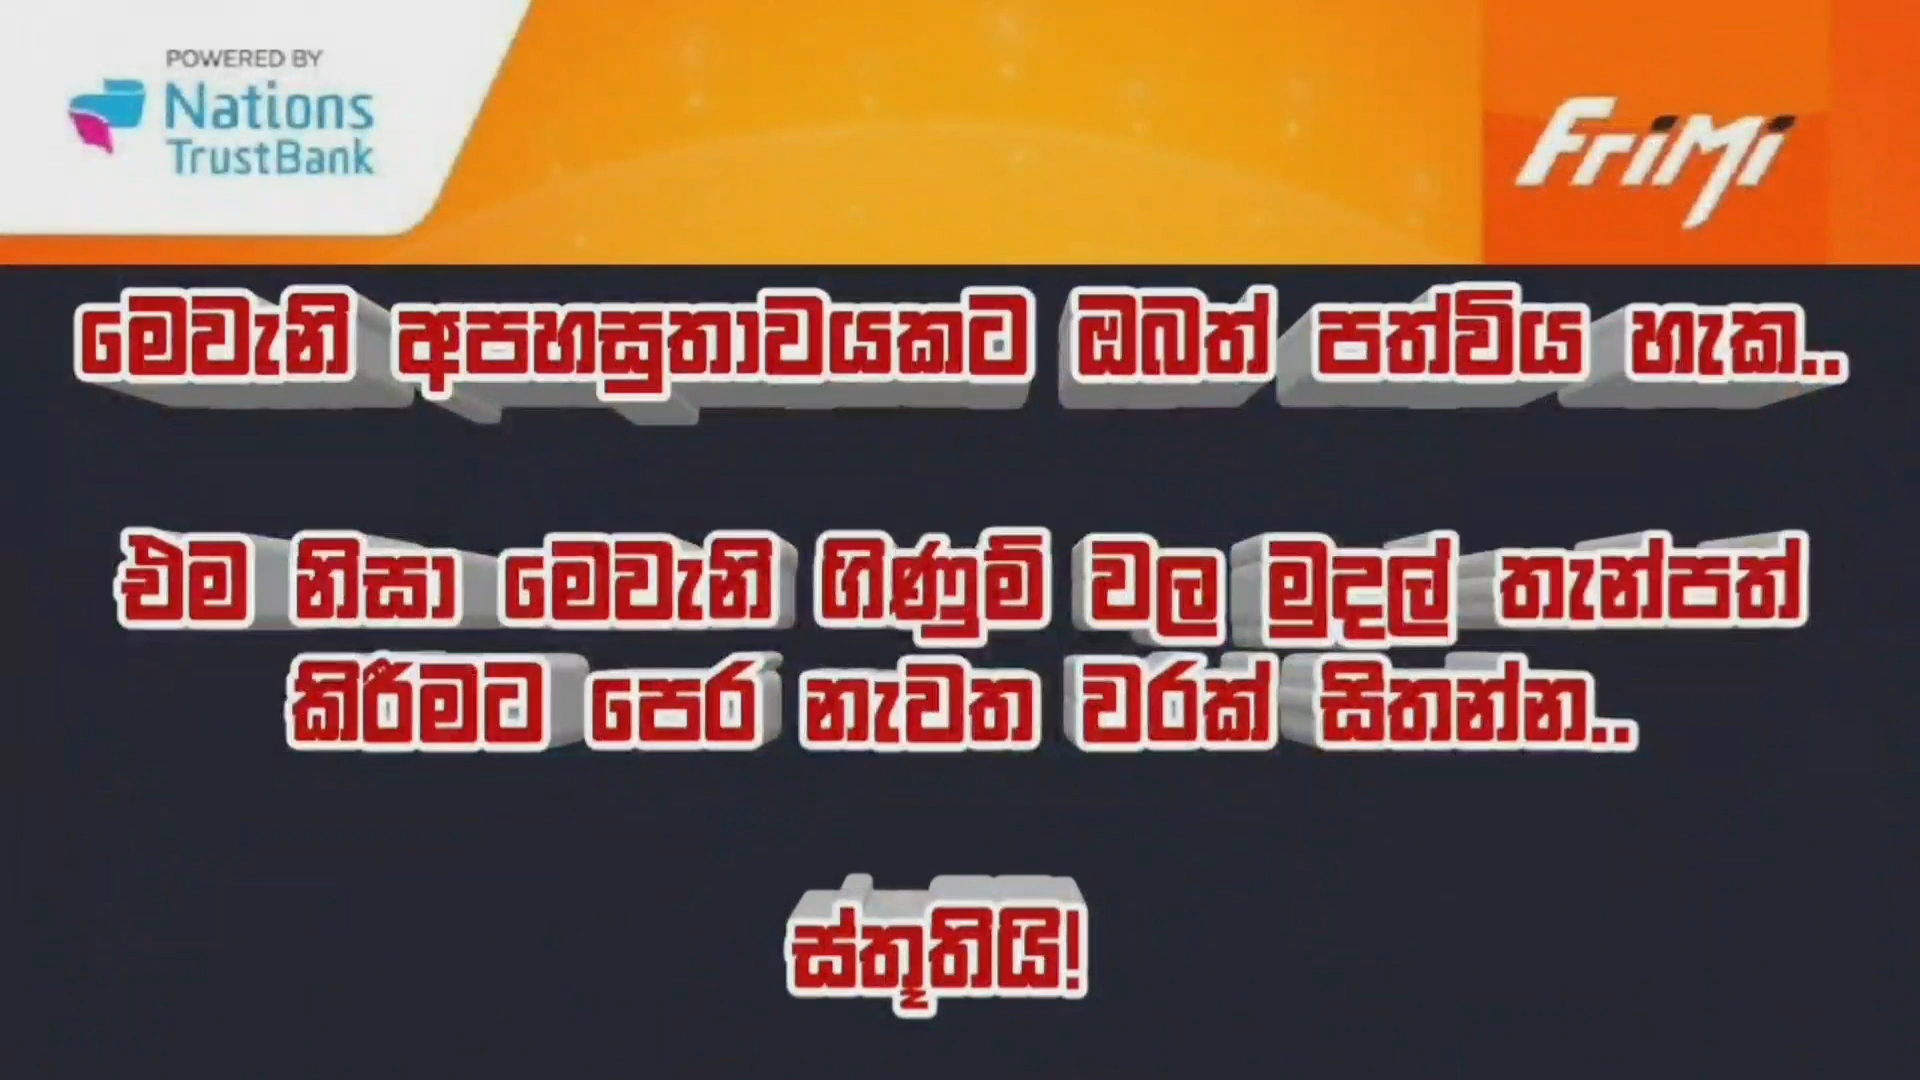 POWERED BY
Nations
TrustBank
FriMi
මෙවැනි අපහසුතාවයකට ඔබත් පත්විය හැක..
එම නිසා මෙවැනි ගිණුම් වල මුදල් තැන්පත්
කිරීමට පෙර නැවත වරක් සිතන්න..
ස්තූතියි!